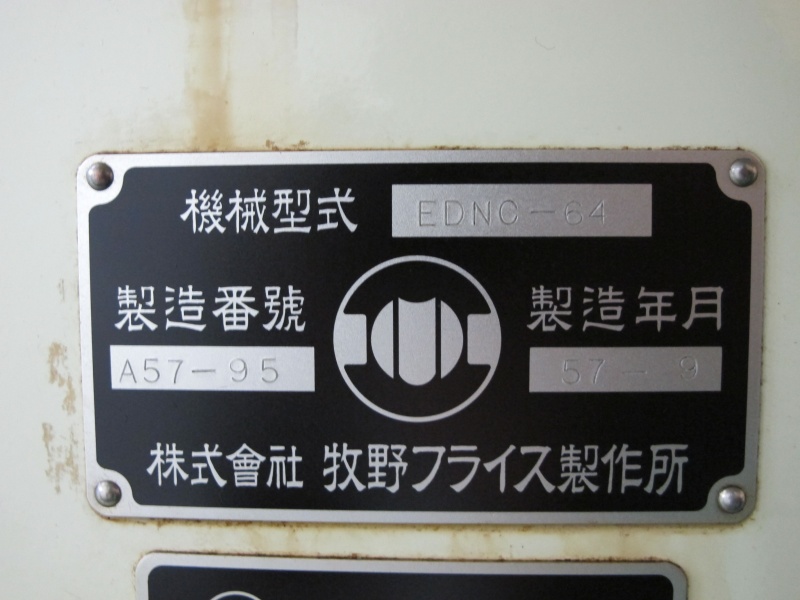 機械型式 EDNC-64
製造番號 製造年月
A57-95 57-9
株式會社 牧野フライス製作所